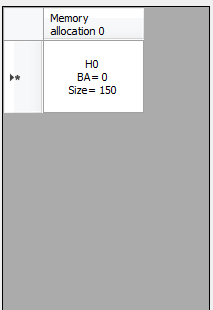 Memory
allocation 0
H0
BA= 0
Size= 150